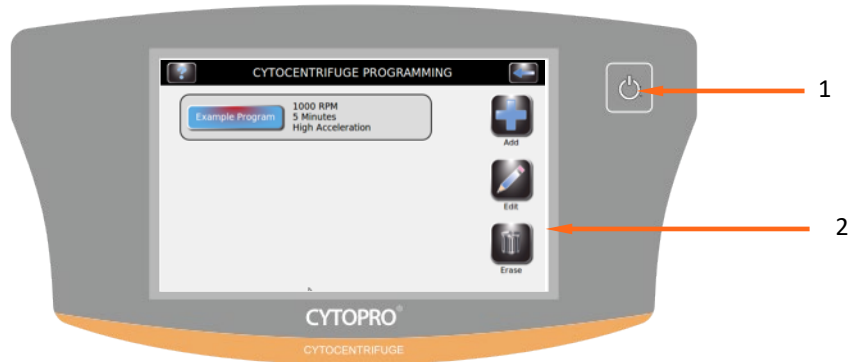 ?
CYTOCENTRIFUGE PROGRAMMING
Example Program
1000 RPM
5 Minutes
High Acceleration
Add
Edit
Erase
CYTOPRO®
CYTOCENTRIFUGE
1
2